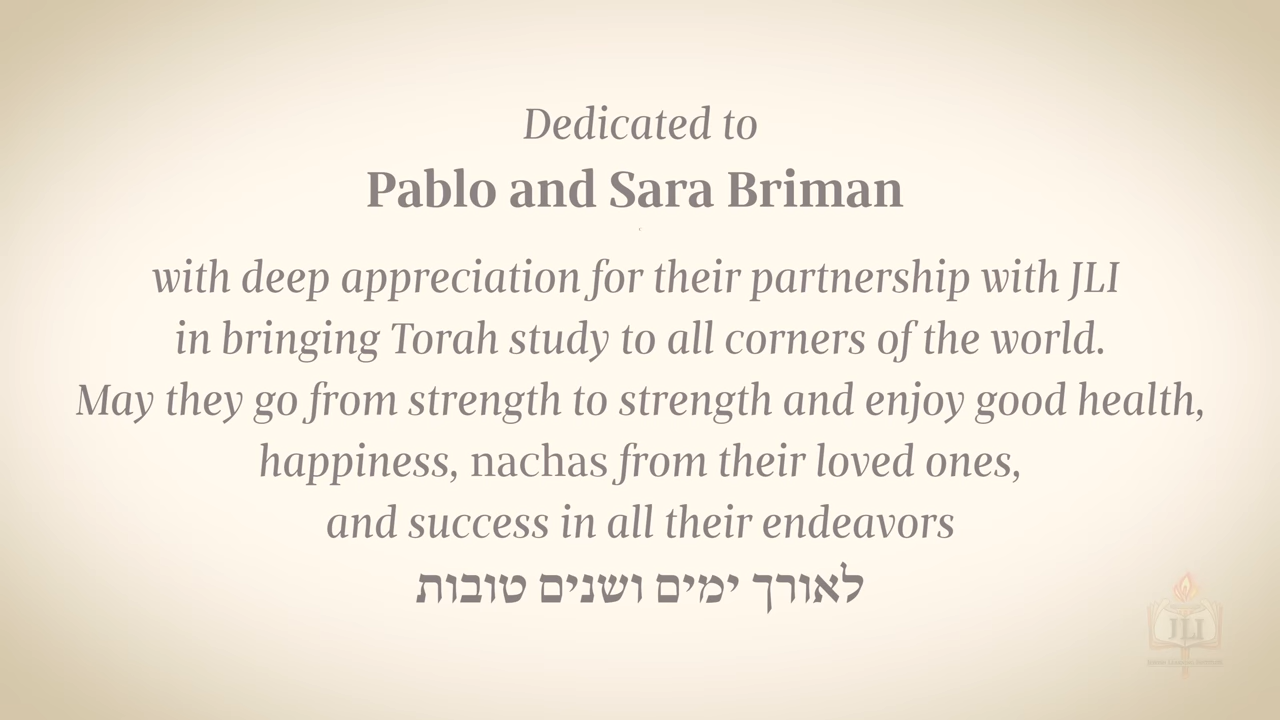 Dedicated to
Pablo and Sara Briman
with deep appreciation for their partnership with JLI
in bringing Torah study to all corners of the world.
May they go from strength to strength and enjoy good health,
happiness, nachas from their loved ones,
and success in all their endeavors
לאורך ימים ושנים טובות
JLI